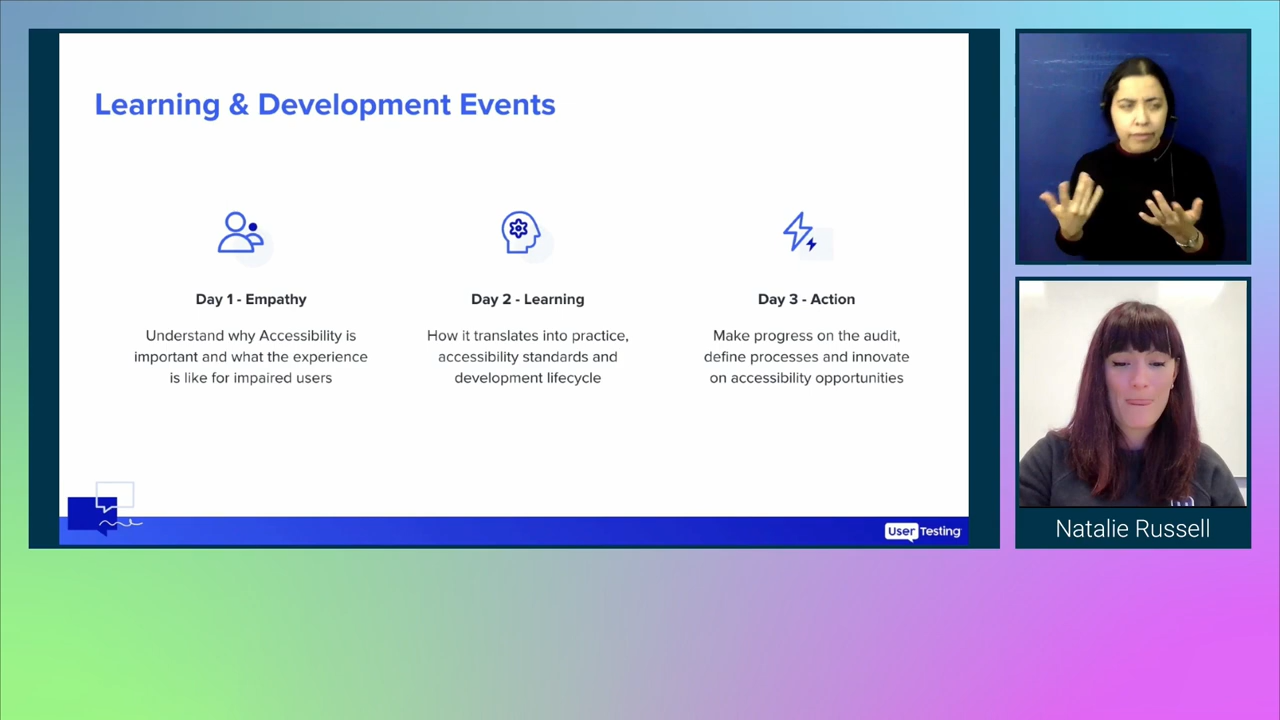 Learning & Development Events
Day 1 - Empathy
Understand why Accessibility is
important and what the experience
is like for impaired users
Day 2 - Learning
How it translates into practice,
accessibility standards and
development lifecycle
Day 3 - Action
Make progress on the audit,
define processes and innovate
on accessibility opportunities
User Testing
Natalie Russell